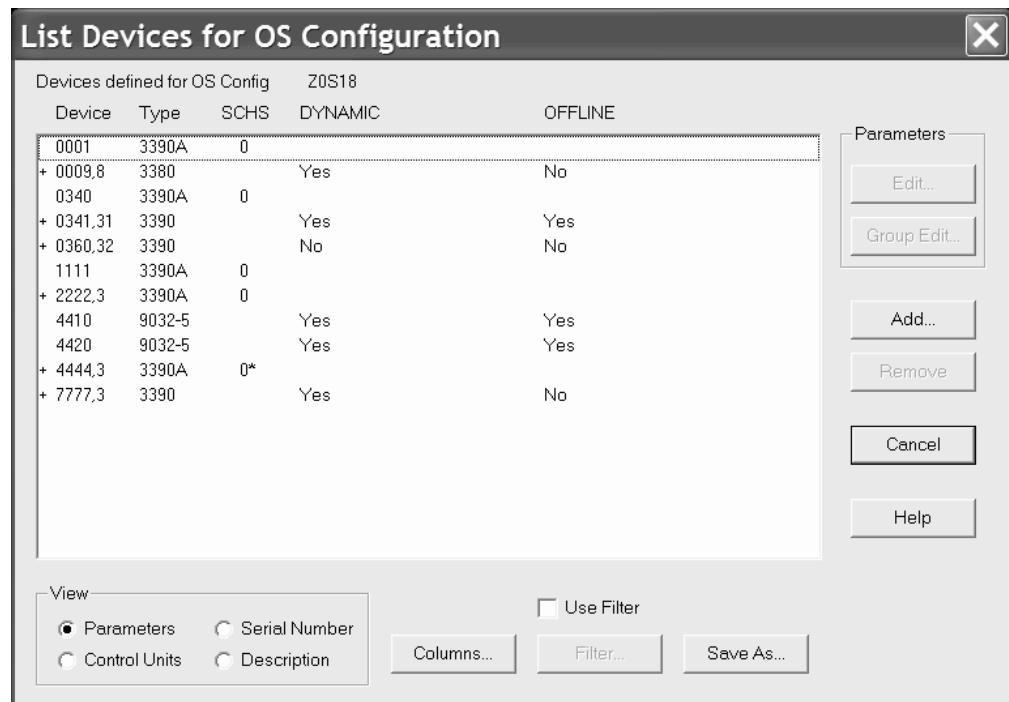 List Devices for OS Configuration
Devices defined for OS Config Z0S18
Device Type SCHS DYNAMIC OFFLINE
0001 3390A 0
+ 0009,8 3380 Yes No
0340 3390A 0
+ 0341,31 3390 Yes Yes
+ 0360,32 3390 No No
1111 3390A 0
+ 2222,3 3390A 0
4410 9032-5 Yes Yes
4420 9032-5 Yes Yes
+ 4444,3 3390A 0*
+ 7777,3 3390 Yes No
Parameters
Edit...
Group Edit...
Add...
Remove
Cancel
Help
View
Parameters Serial Number
Control Units Description
Use Filter
Columns... Filter... Save As...